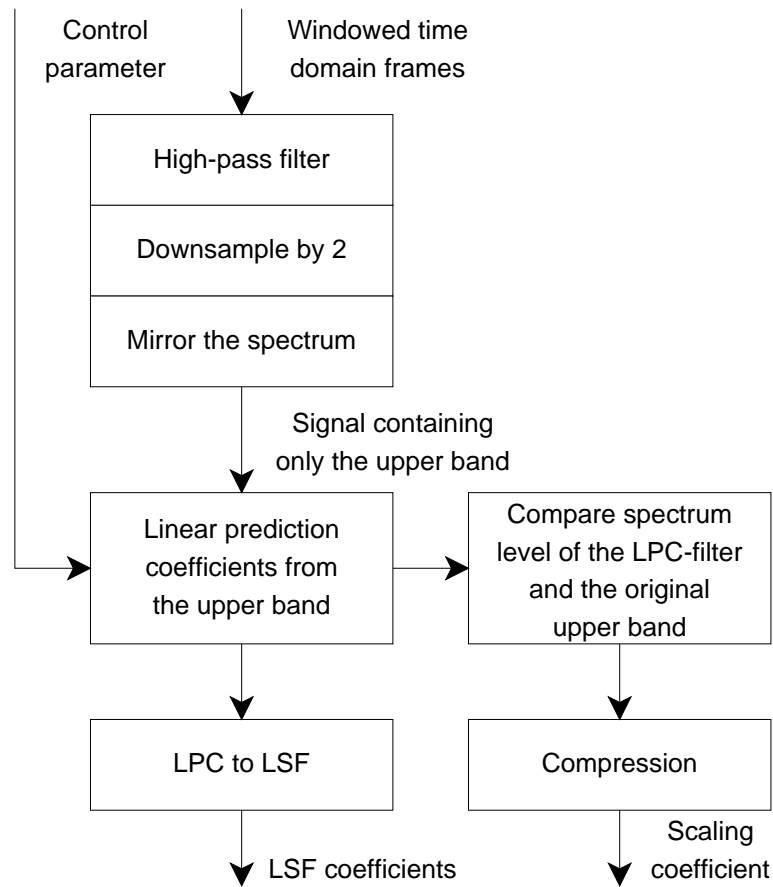 Control
parameter
Windowed time
domain frames
High-pass filter
Downsample by 2
Mirror the spectrum
Signal containing
only the upper band
Linear prediction
coefficients from
the upper band
Compare spectrum
level of the LPC-filter
and the original
upper band
LPC to LSF
Compression
LSF coefficients
Scaling
coefficient